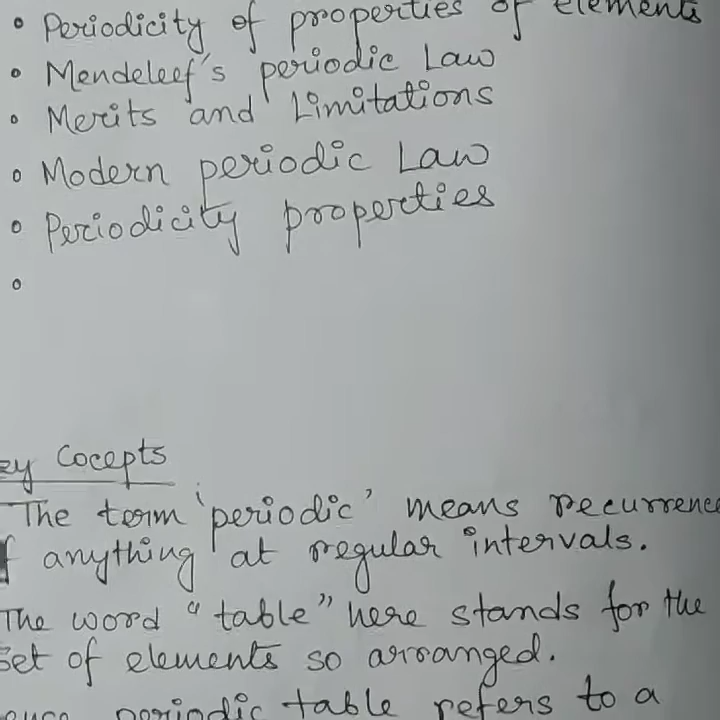 • Periodicity of properties of elements
• Mendeleef's periodic Law
• Merits and Limitations
• Modern periodic Law
• Periodicity properties
•
ey Cocepts
The term 'periodic' means recurrence
f anything at regular intervals.
The word "table" here stands for the
set of elements so arranged.
periodic table refers to a